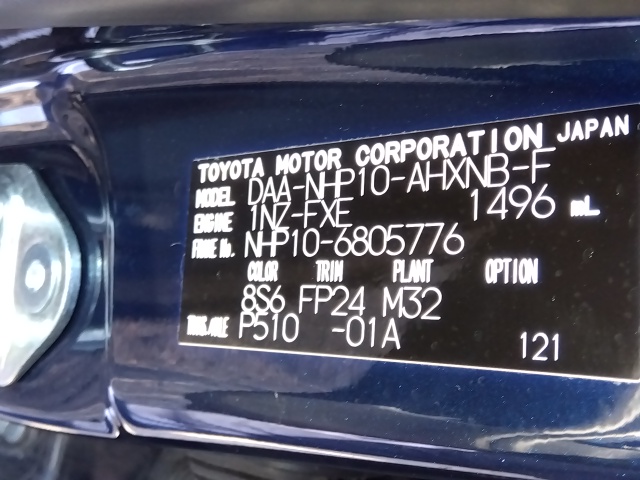 TOYOTA MOTOR CORPORATION JAPAN
MODEL DAA-NHP10-AHXNB-F
ENGINE 1NZ-FXE 1496 mL
FRAME No. NHP10-6805776
COLOR TRIM PLANT OPTION
8S6 FP24 M32
TRANS./AXLE P510 -01A 121